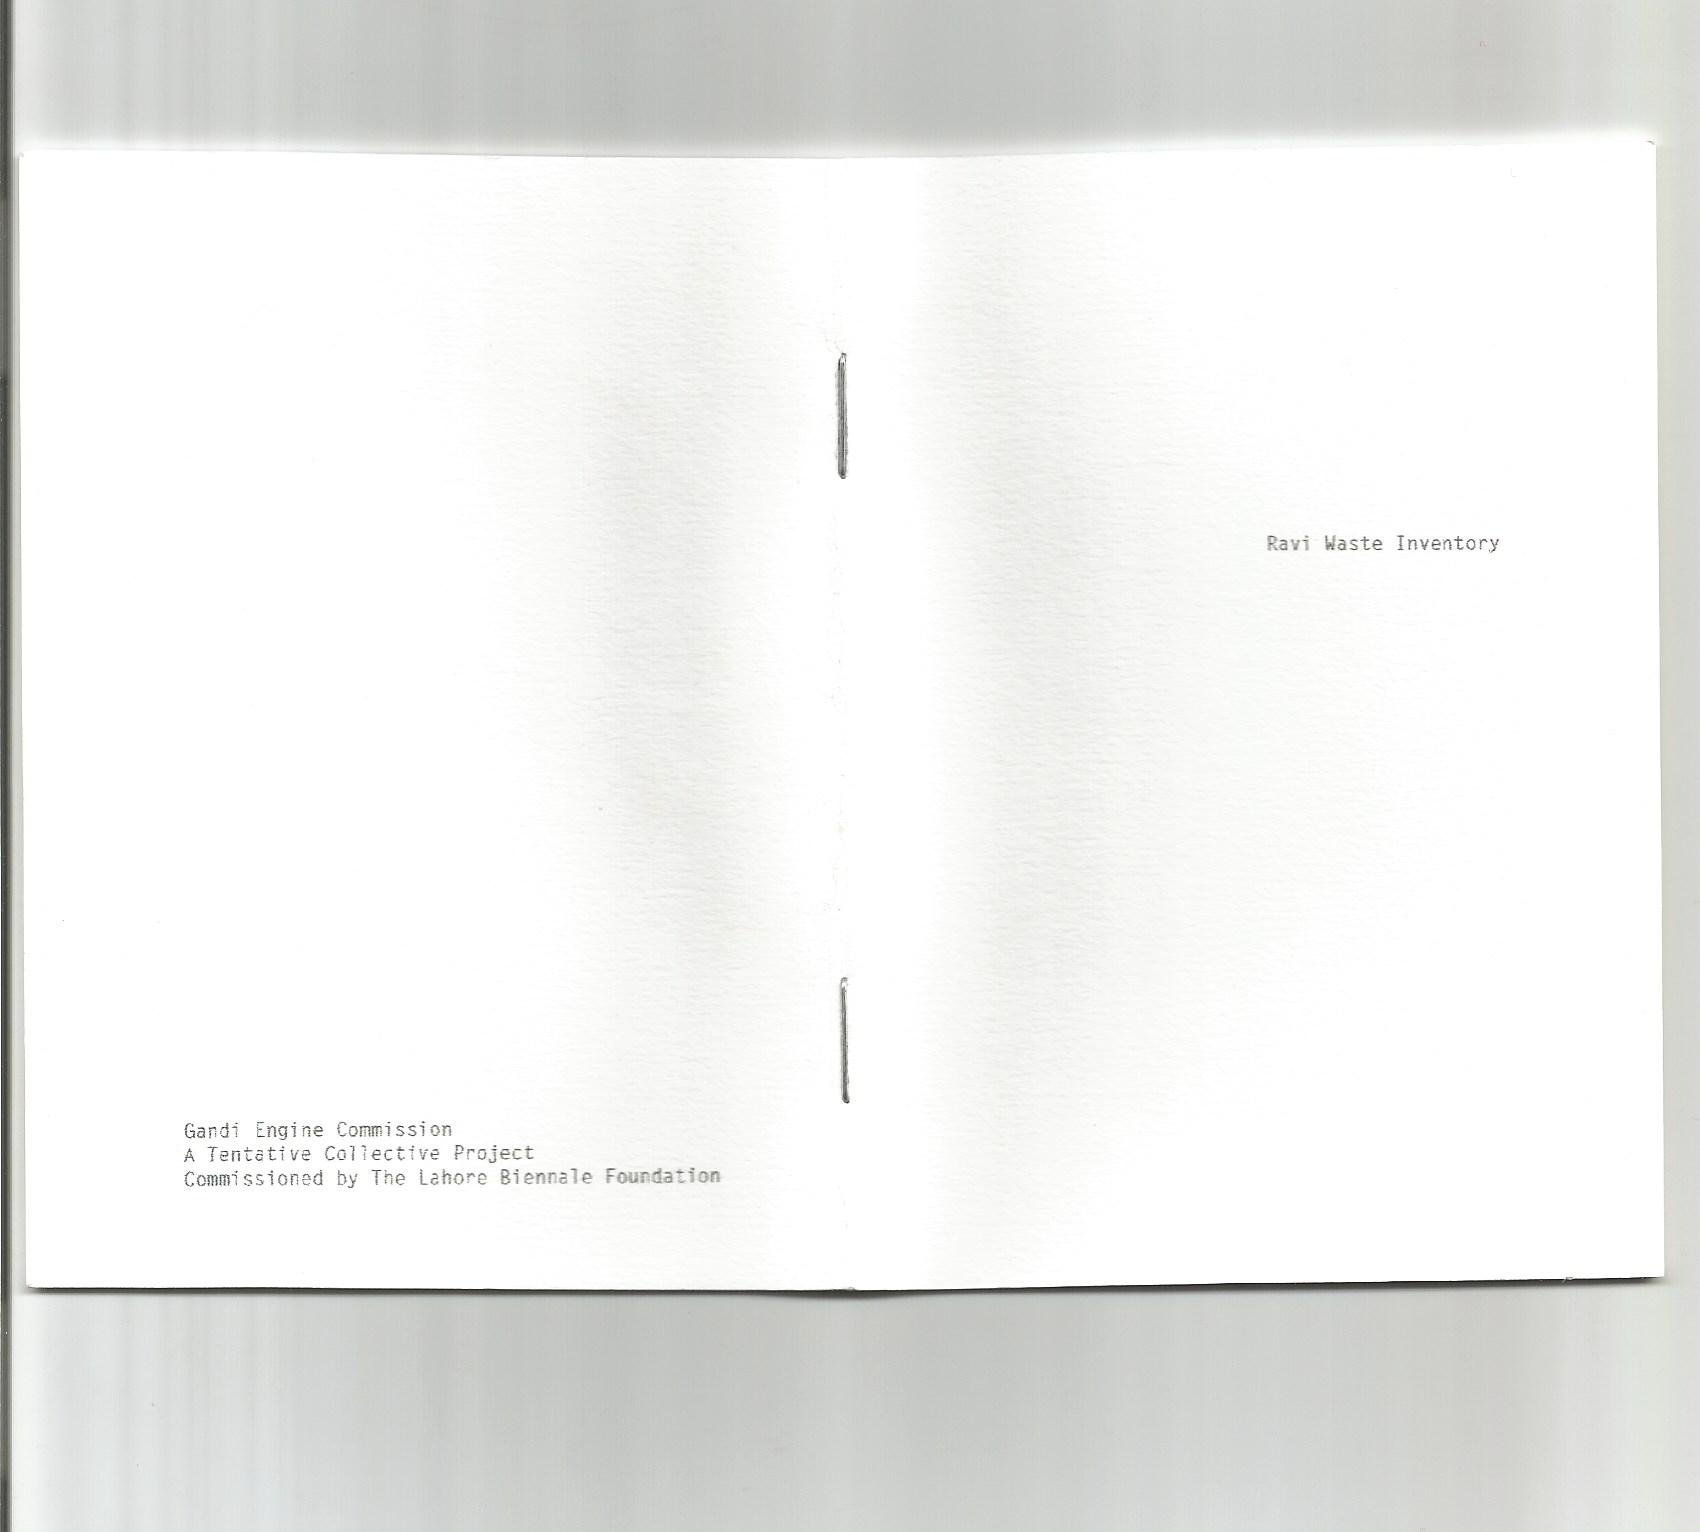 Ravi Waste Inventory
Gandi Engine Commission
A Tentative Collective Project
Commissioned by The Lahore Biennale Foundation